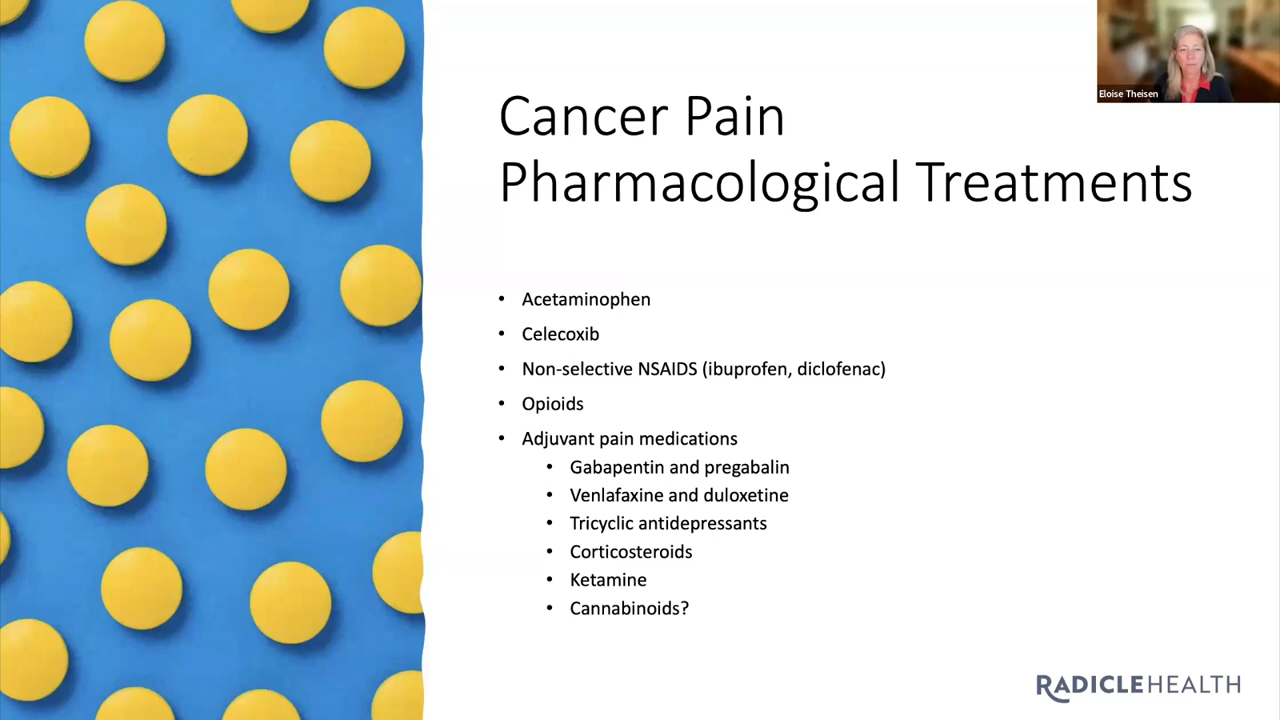 Eloise Theisen
Cancer Pain
Pharmacological Treatments
• Acetaminophen
• Celecoxib
• Non-selective NSAIDS (ibuprofen, diclofenac)
• Opioids
• Adjuvant pain medications
• Gabapentin and pregabalin
• Venlafaxine and duloxetine
• Tricyclic antidepressants
• Corticosteroids
• Ketamine
• Cannabinoids?
RADICLEHEALTH